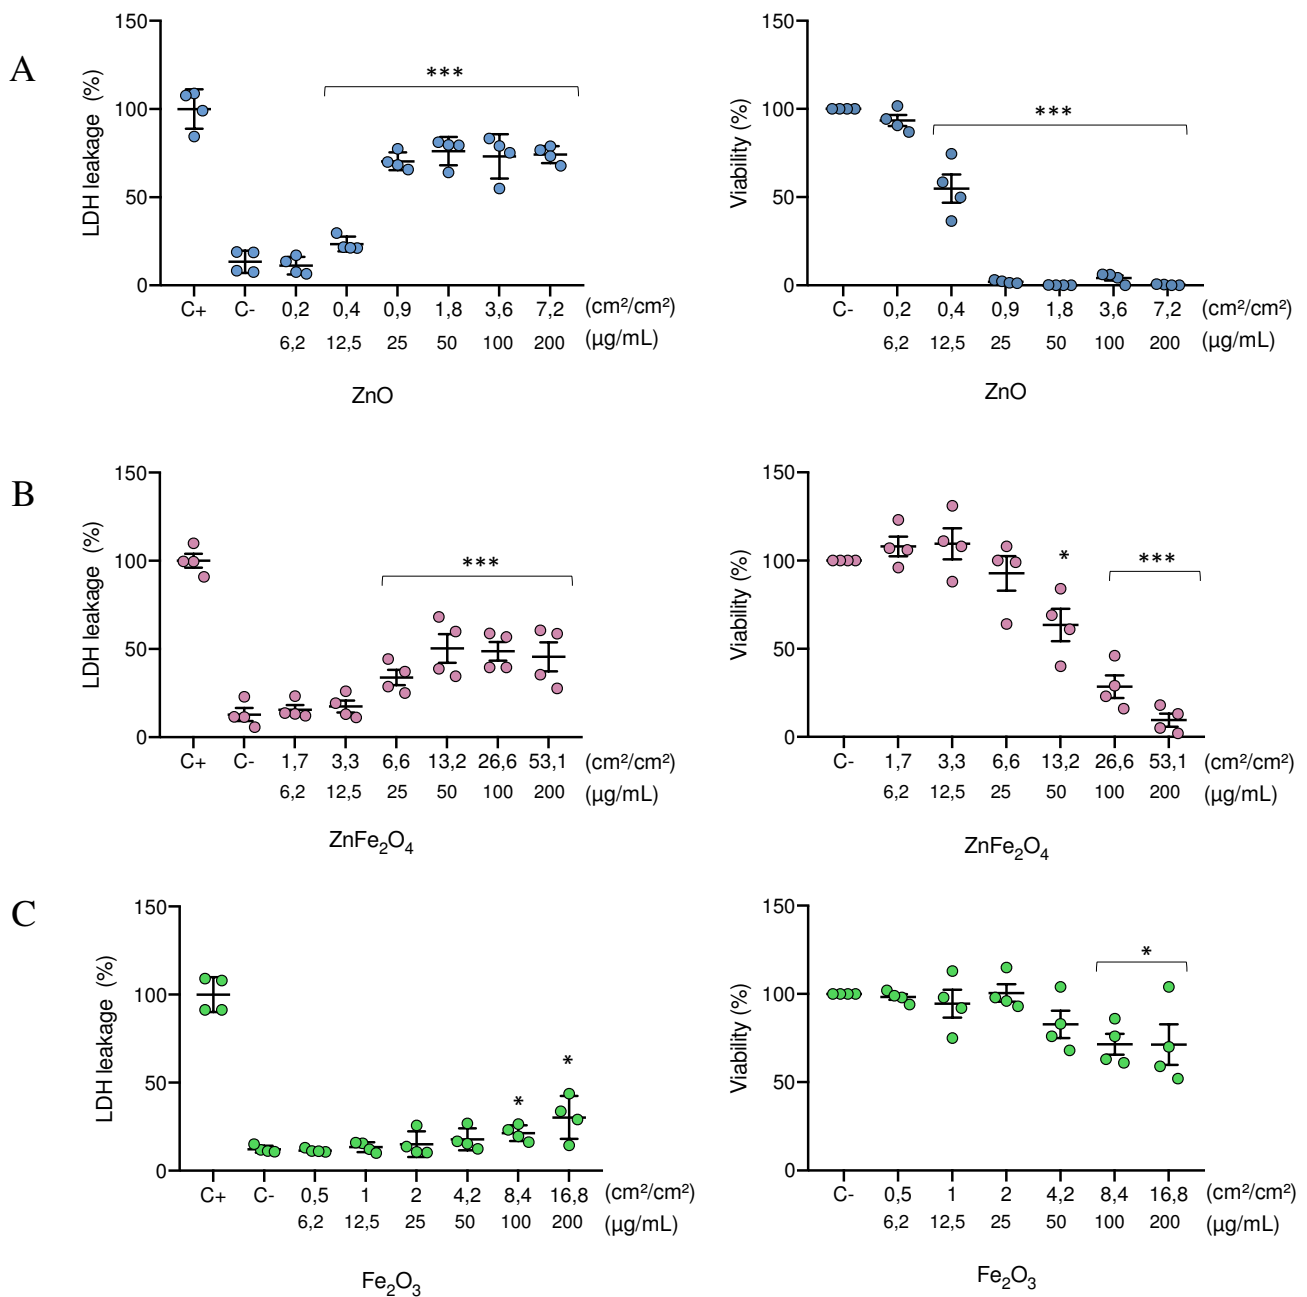 A
LDH leakage (%)
150
100
50
0
***
C+ C- 0,2 0,4 0,9 1,8 3,6 7,2 (cm²/cm²)
6,2 12,5 25 50 100 200 (µg/mL)
ZnO
Viability (%)
150
100
50
0
***
C- 0,2 0,4 0,9 1,8 3,6 7,2 (cm²/cm²)
6,2 12,5 25 50 100 200 (µg/mL)
ZnO
B
LDH leakage (%)
150
100
50
0
***
C+ C- 1,7 3,3 6,6 13,2 26,6 53,1 (cm²/cm²)
6,2 12,5 25 50 100 200 (µg/mL)
ZnFe₂O₄
Viability (%)
150
100
50
0
*
***
C- 1,7 3,3 6,6 13,2 26,6 53,1 (cm²/cm²)
6,2 12,5 25 50 100 200 (µg/mL)
ZnFe₂O₄
C
LDH leakage (%)
150
100
50
0
*
*
C+ C- 0,5 1 2 4,2 8,4 16,8 (cm²/cm²)
6,2 12,5 25 50 100 200 (µg/mL)
Fe₂O₃
Viability (%)
150
100
50
0
*
C- 0,5 1 2 4,2 8,4 16,8 (cm²/cm²)
6,2 12,5 25 50 100 200 (µg/mL)
Fe₂O₃